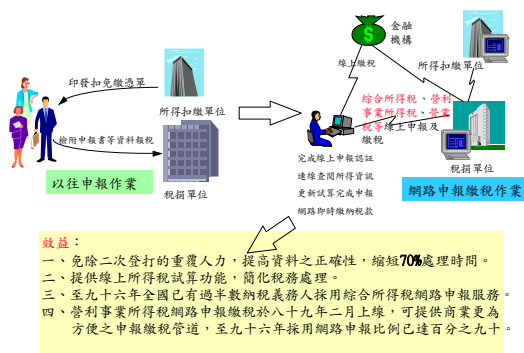 金融
機構
線上繳稅
所得扣繳單位
印發扣免繳憑單
所得扣繳單位
綜合所得稅、營利
事業所得稅、營業
稅等線上申報及
繳稅
檢附申報書等資料報稅
稅捐單位
完成線上申報認証
連線查閱所得資訊
更新試算完成申報
網路即時繳納稅款
稅捐單位
以往申報作業
網路申報繳稅作業
效益：
一、免除二次登打的重覆人力，提高資料之正確性，縮短70%處理時間。
二、提供線上所得稅試算功能，簡化稅務處理。
三、至九十六年全國已有過半數納稅義務人採用綜合所得稅網路申報服務。
四、營利事業所得稅網路申報繳稅於八十九年二月上線，可提供商業更為
方便之申報繳稅管道，至九十六年採用網路申報比例已達百分之九十。